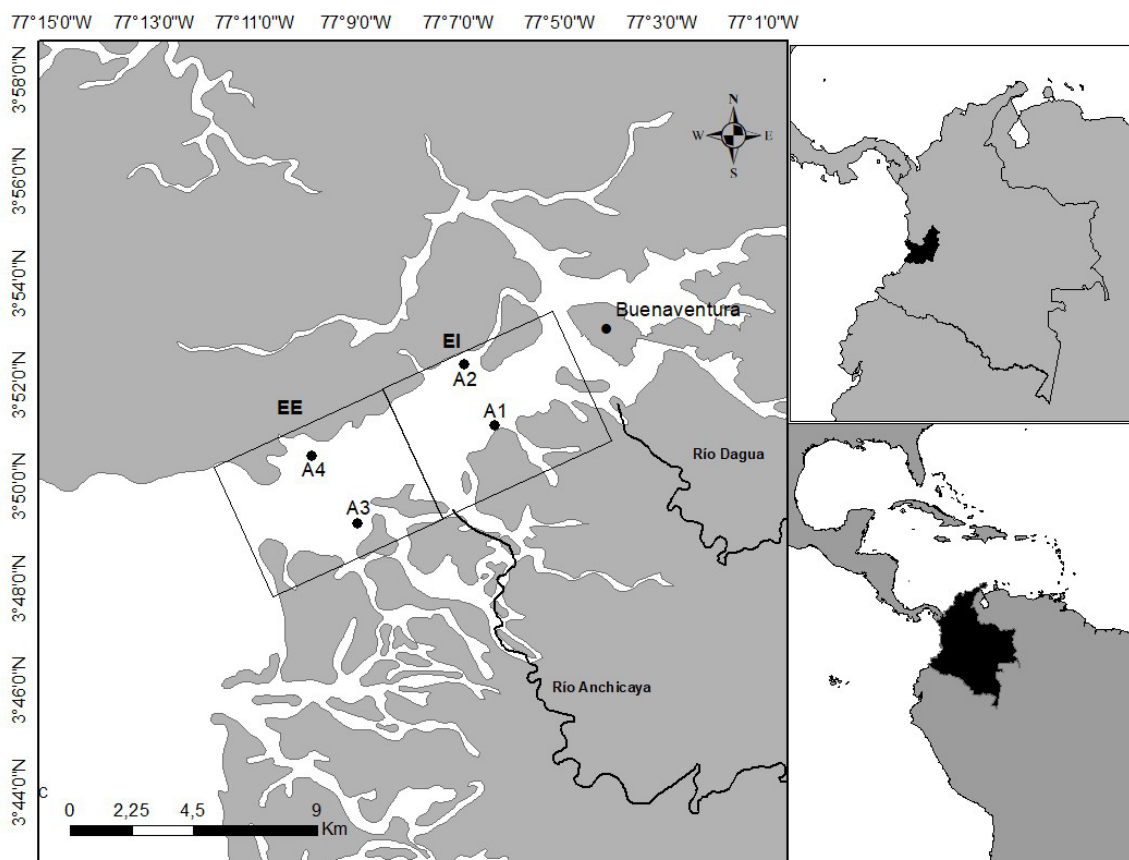 77°15'0"W 77°13'0"W 77°11'0"W 77°9'0"W 77°7'0"W 77°5'0"W 77°3'0"W 77°1'0"W
3°58'0"N
3°56'0"N
3°54'0"N
3°52'0"N
3°50'0"N
3°48'0"N
3°46'0"N
3°44'0"N
N
W E
S
Buenaventura
EI
A2
EE
A1
A4
Río Dagua
A3
Río Anchicaya
C
0 2,25 4,5 9
Km